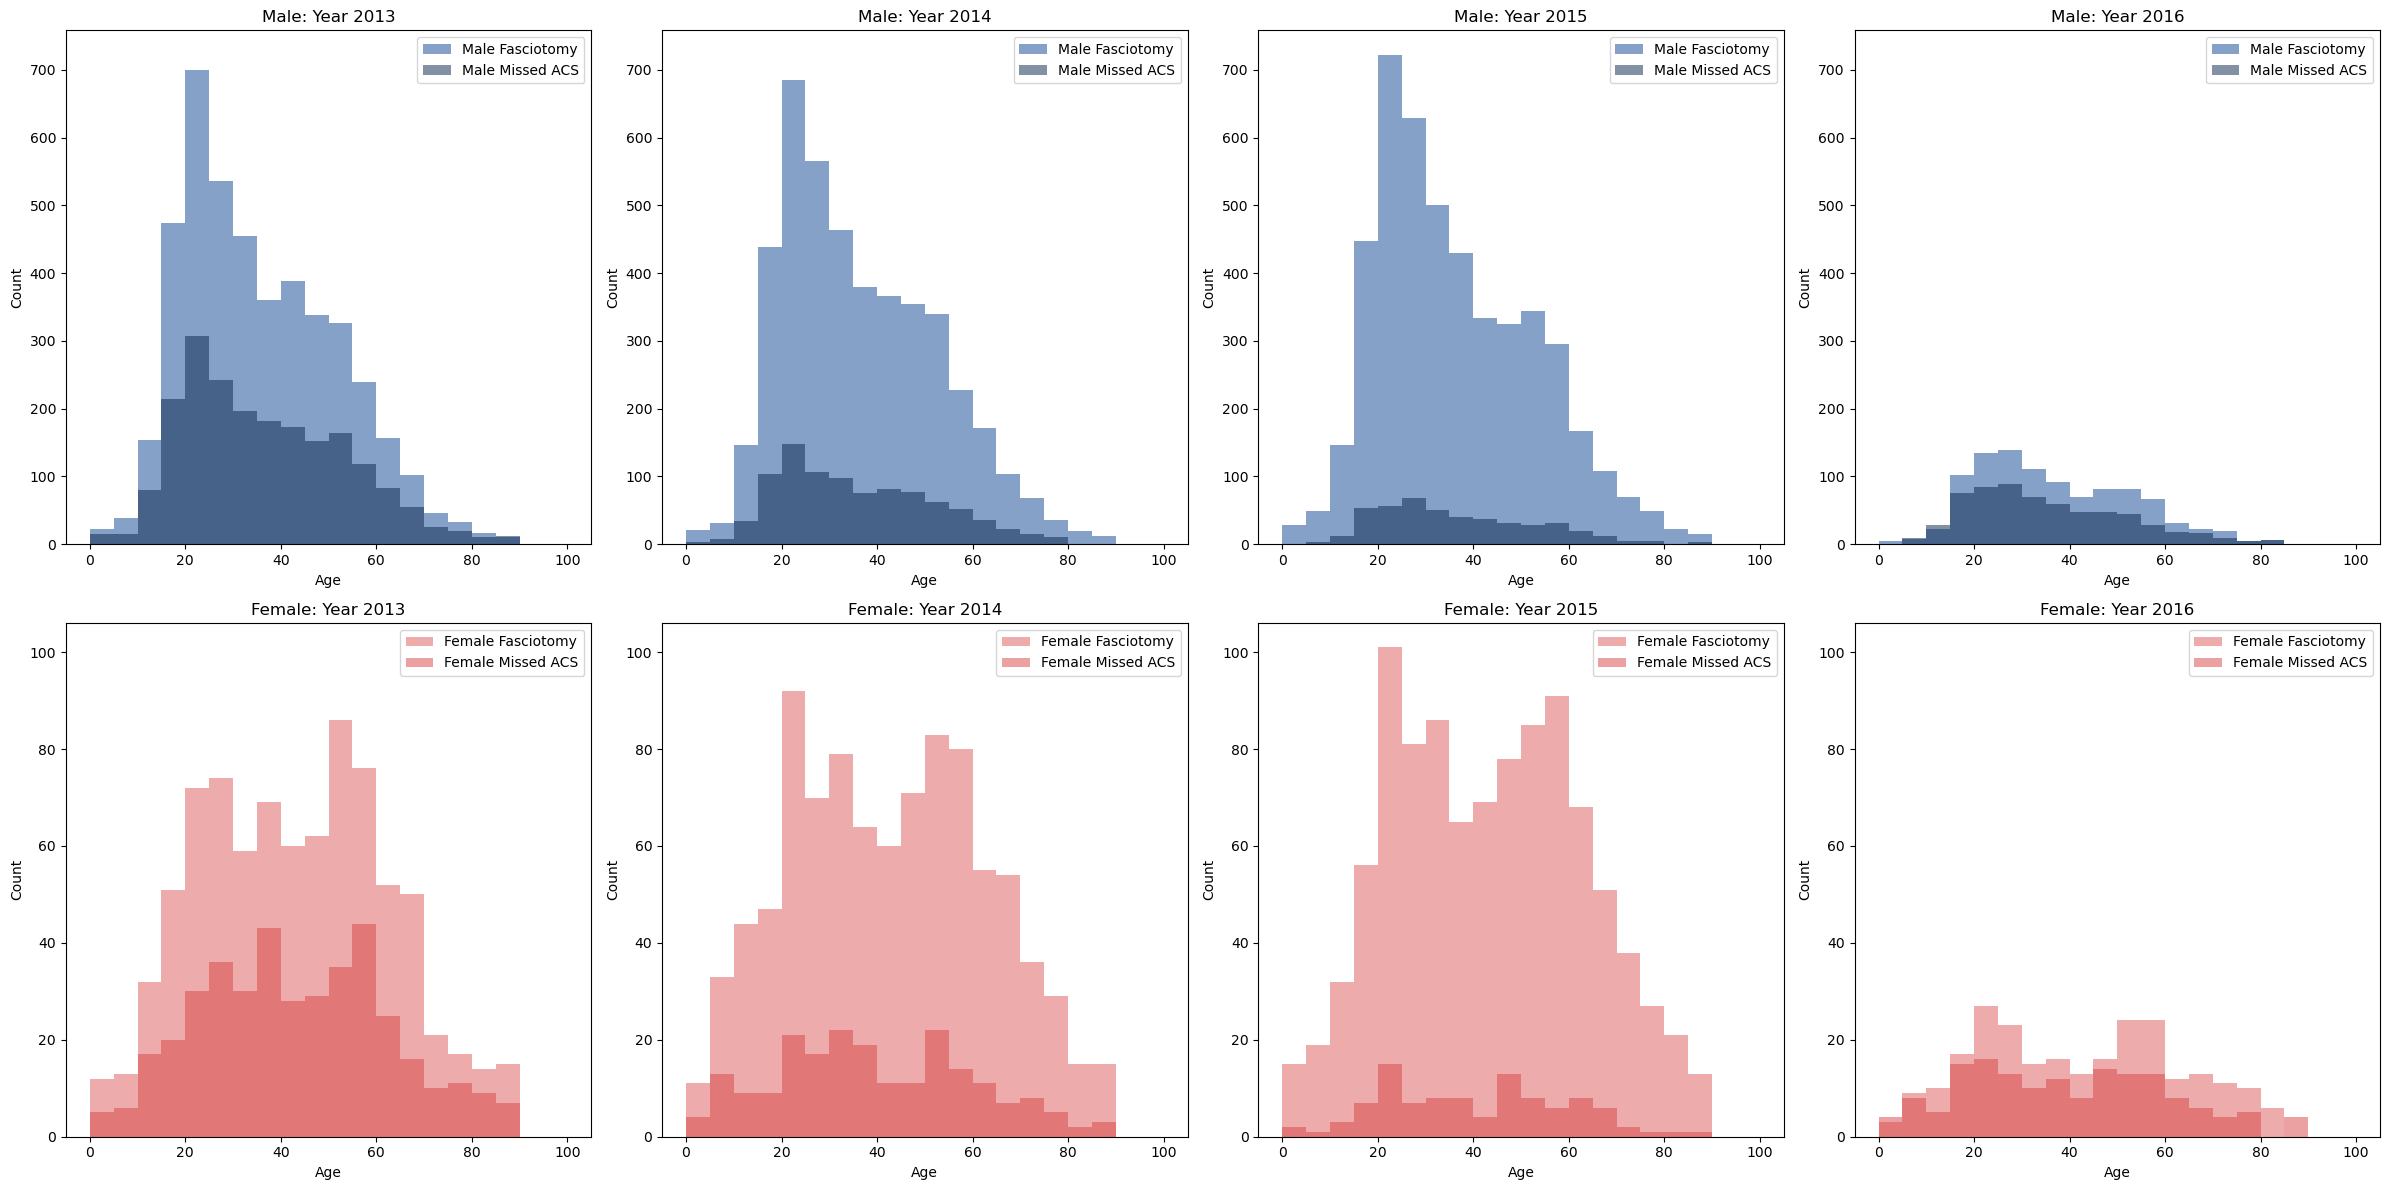 Male: Year 2013
Male Fasciotomy
Male Missed ACS
Count
700
600
500
400
300
200
100
0
0 20 40 60 80 100
Age
Male: Year 2014
Male Fasciotomy
Male Missed ACS
Count
700
600
500
400
300
200
100
0
0 20 40 60 80 100
Age
Male: Year 2015
Male Fasciotomy
Male Missed ACS
Count
700
600
500
400
300
200
100
0
0 20 40 60 80 100
Age
Male: Year 2016
Male Fasciotomy
Male Missed ACS
Count
700
600
500
400
300
200
100
0
0 20 40 60 80 100
Age
Female: Year 2013
Female Fasciotomy
Female Missed ACS
Count
100
80
60
40
20
0
0 20 40 60 80 100
Age
Female: Year 2014
Female Fasciotomy
Female Missed ACS
Count
100
80
60
40
20
0
0 20 40 60 80 100
Age
Female: Year 2015
Female Fasciotomy
Female Missed ACS
Count
100
80
60
40
20
0
0 20 40 60 80 100
Age
Female: Year 2016
Female Fasciotomy
Female Missed ACS
Count
100
80
60
40
20
0
0 20 40 60 80 100
Age